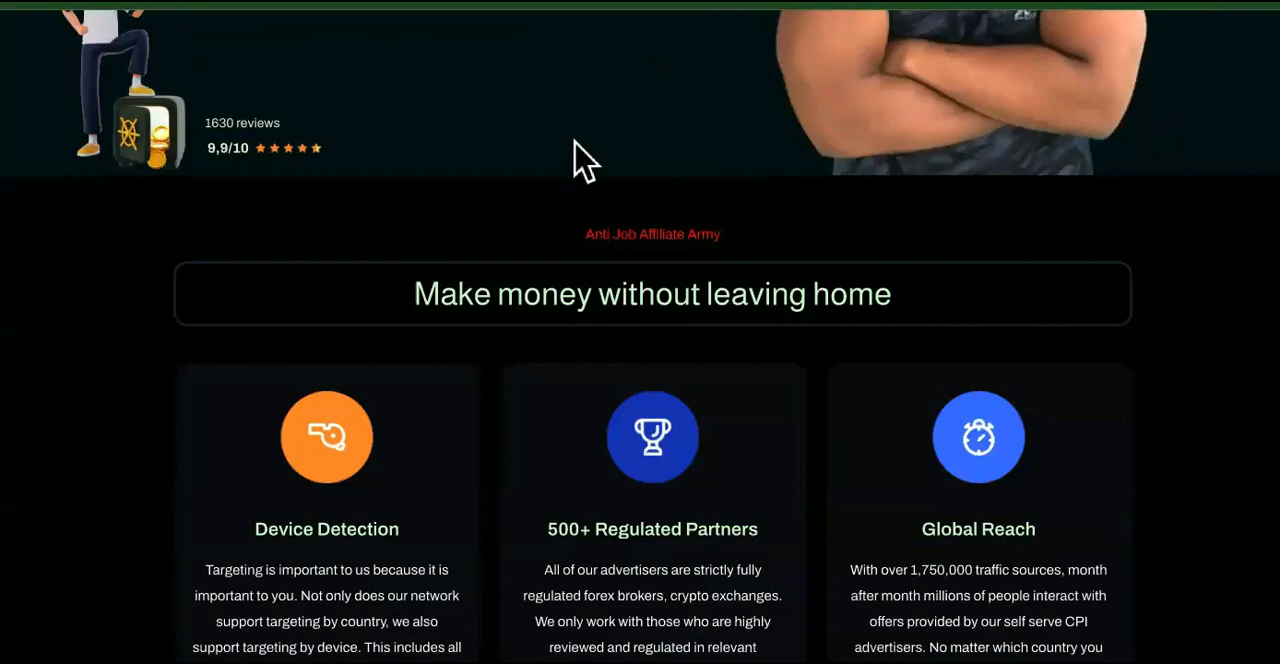 1630 reviews
9,9/10
Anti Job Affiliate Army
Make money without leaving home
Device Detection
Targeting is important to us because it is
important to you. Not only does our network
support targeting by country, we also
support targeting by device. This includes all
500+ Regulated Partners
All of our advertisers are strictly fully
regulated forex brokers, crypto exchanges.
We only work with those who are highly
reviewed and regulated in relevant
Global Reach
With over 1,750,000 traffic sources, month
after month millions of people interact with
offers provided by our self serve CPI
advertisers. No matter which country you